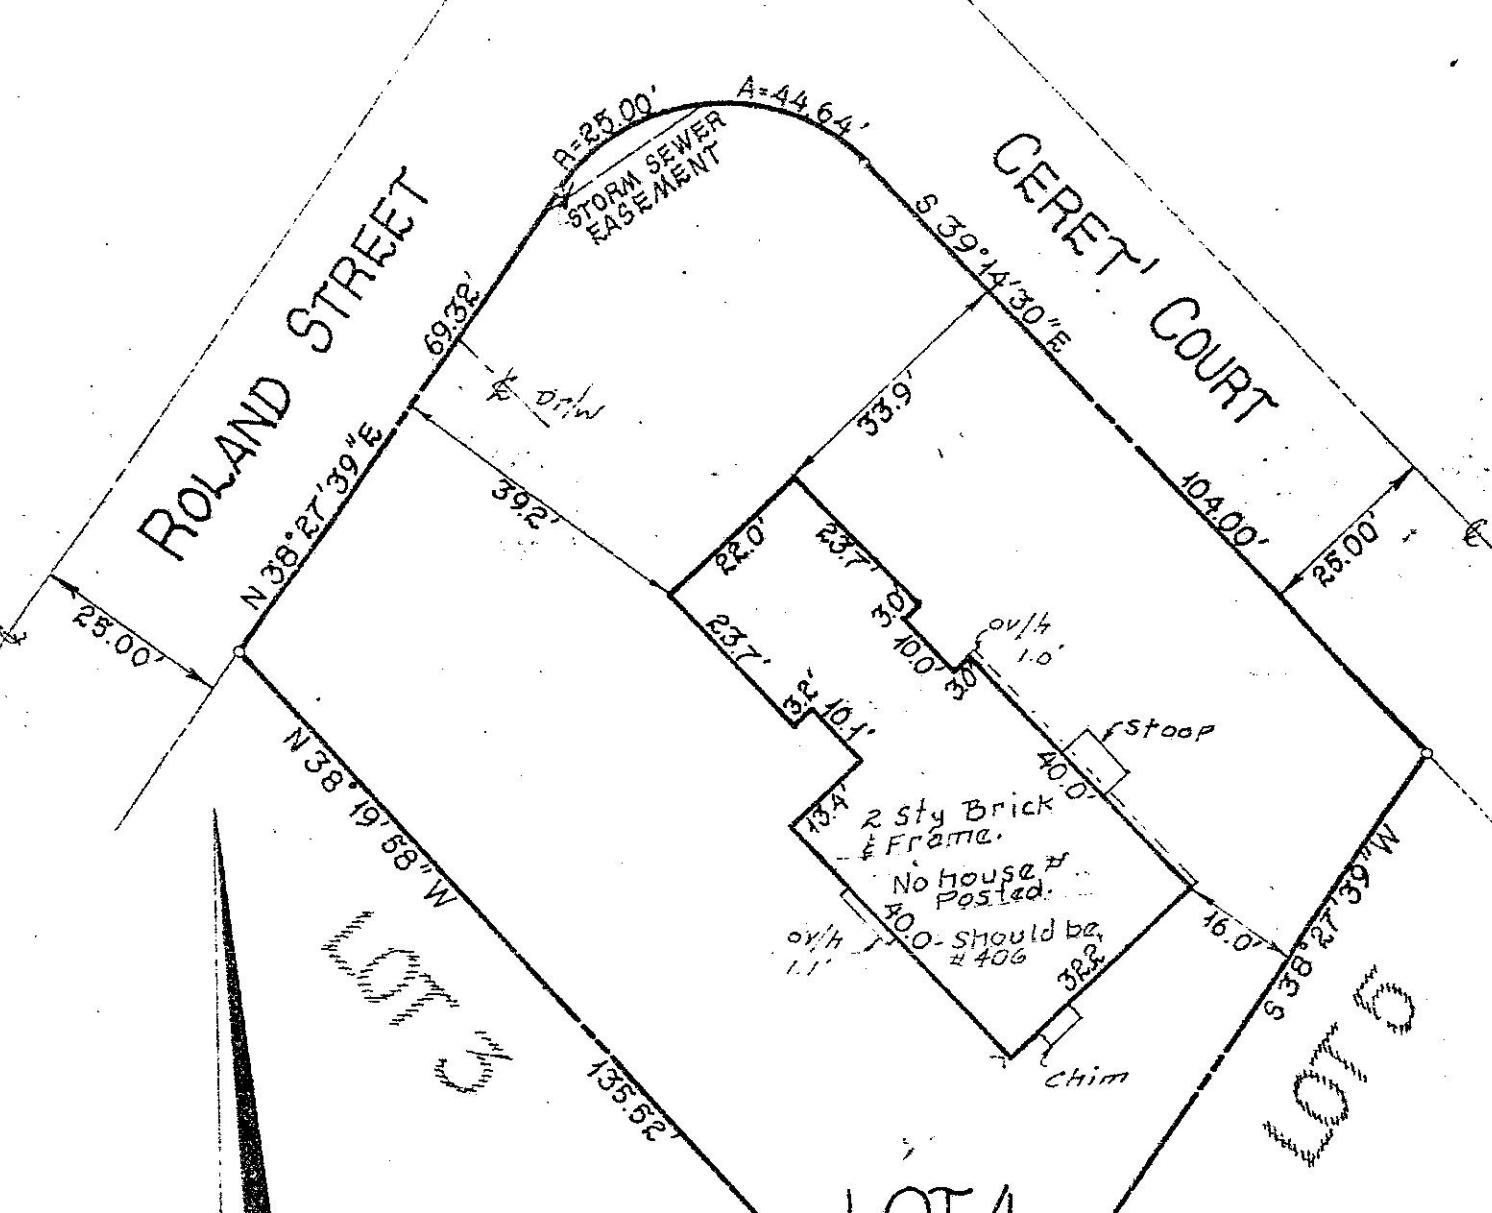 ROLAND STREET
CERET' COURT
R=25.00'
A=44.64'
STORM SEWER
EASEMENT
69.32'
N 38°27'39"E
25.00'
S 39°14'30"E
104.00'
25.00'
℄
℄
℄ DR/W
33.9'
39.2'
22.0'
23.7'
3.0'
10.0'
3.0'
ov/h
1.0'
stoop
40.0'
23.7'
3.2'
10.1'
13.4'
2 Sty Brick
& Frame.
No house #
Posted.
Should be
# 406
40.0
ov/h
1.1'
32.2'
16.0'
chim
S 38°27'39"W
N 38°19'58"W
135.52'
LOT 3
LOT 5
LOT 4